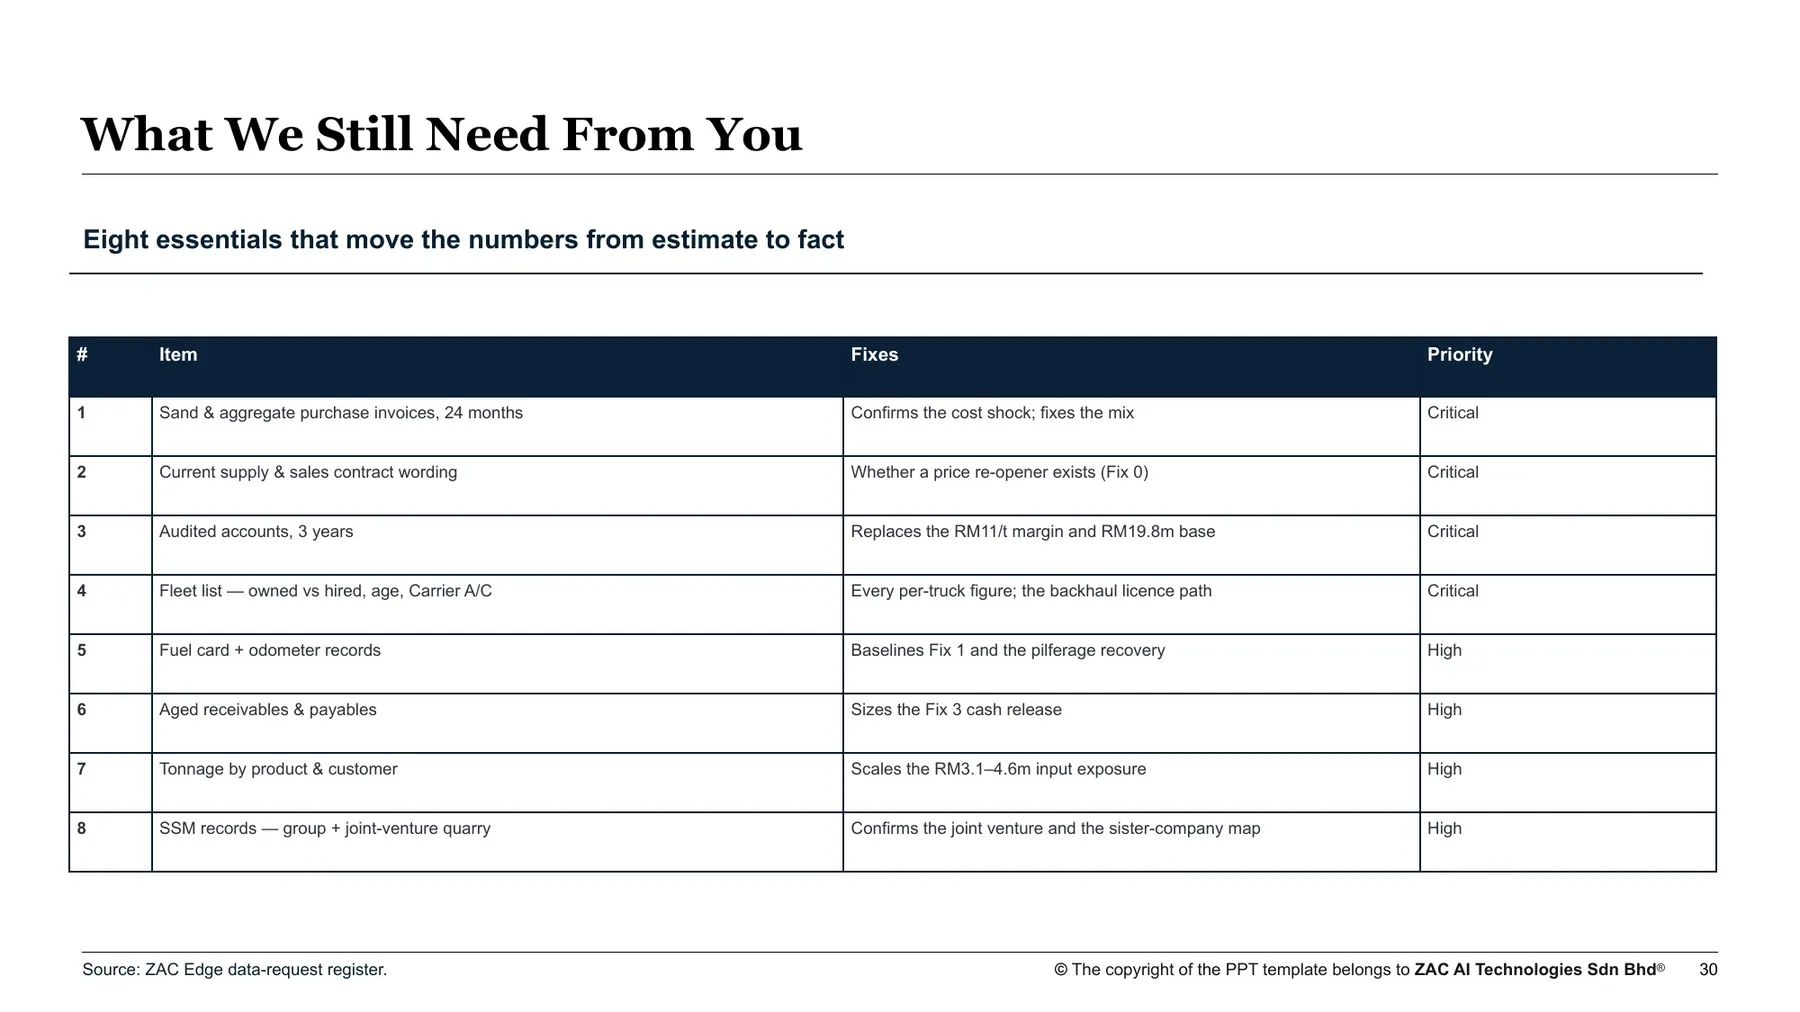 What We Still Need From You
Eight essentials that move the numbers from estimate to fact
# Item Fixes Priority
1 Sand & aggregate purchase invoices, 24 months Confirms the cost shock; fixes the mix Critical
2 Current supply & sales contract wording Whether a price re-opener exists (Fix 0) Critical
3 Audited accounts, 3 years Replaces the RM11/t margin and RM19.8m base Critical
4 Fleet list — owned vs hired, age, Carrier A/C Every per-truck figure; the backhaul licence path Critical
5 Fuel card + odometer records Baselines Fix 1 and the pilferage recovery High
6 Aged receivables & payables Sizes the Fix 3 cash release High
7 Tonnage by product & customer Scales the RM3.1–4.6m input exposure High
8 SSM records — group + joint-venture quarry Confirms the joint venture and the sister-company map High
Source: ZAC Edge data-request register. © The copyright of the PPT template belongs to ZAC AI Technologies Sdn Bhd® 30